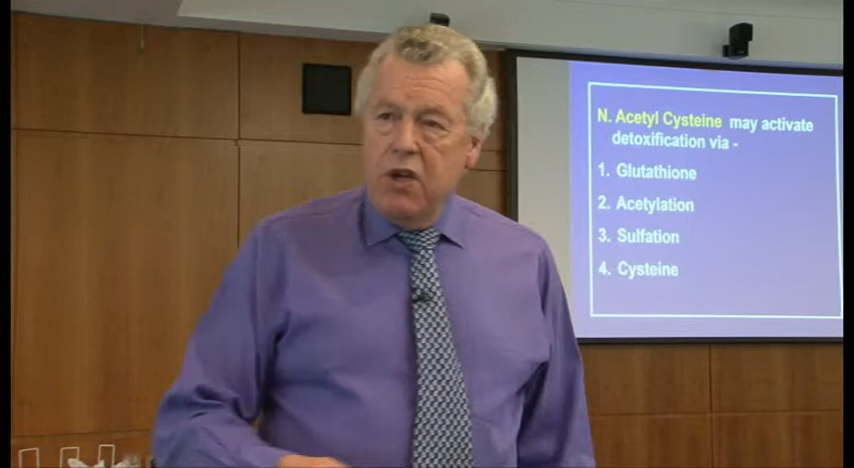 N. Acetyl Cysteine may activate
detoxification via -
1. Glutathione
2. Acetylation
3. Sulfation
4. Cysteine